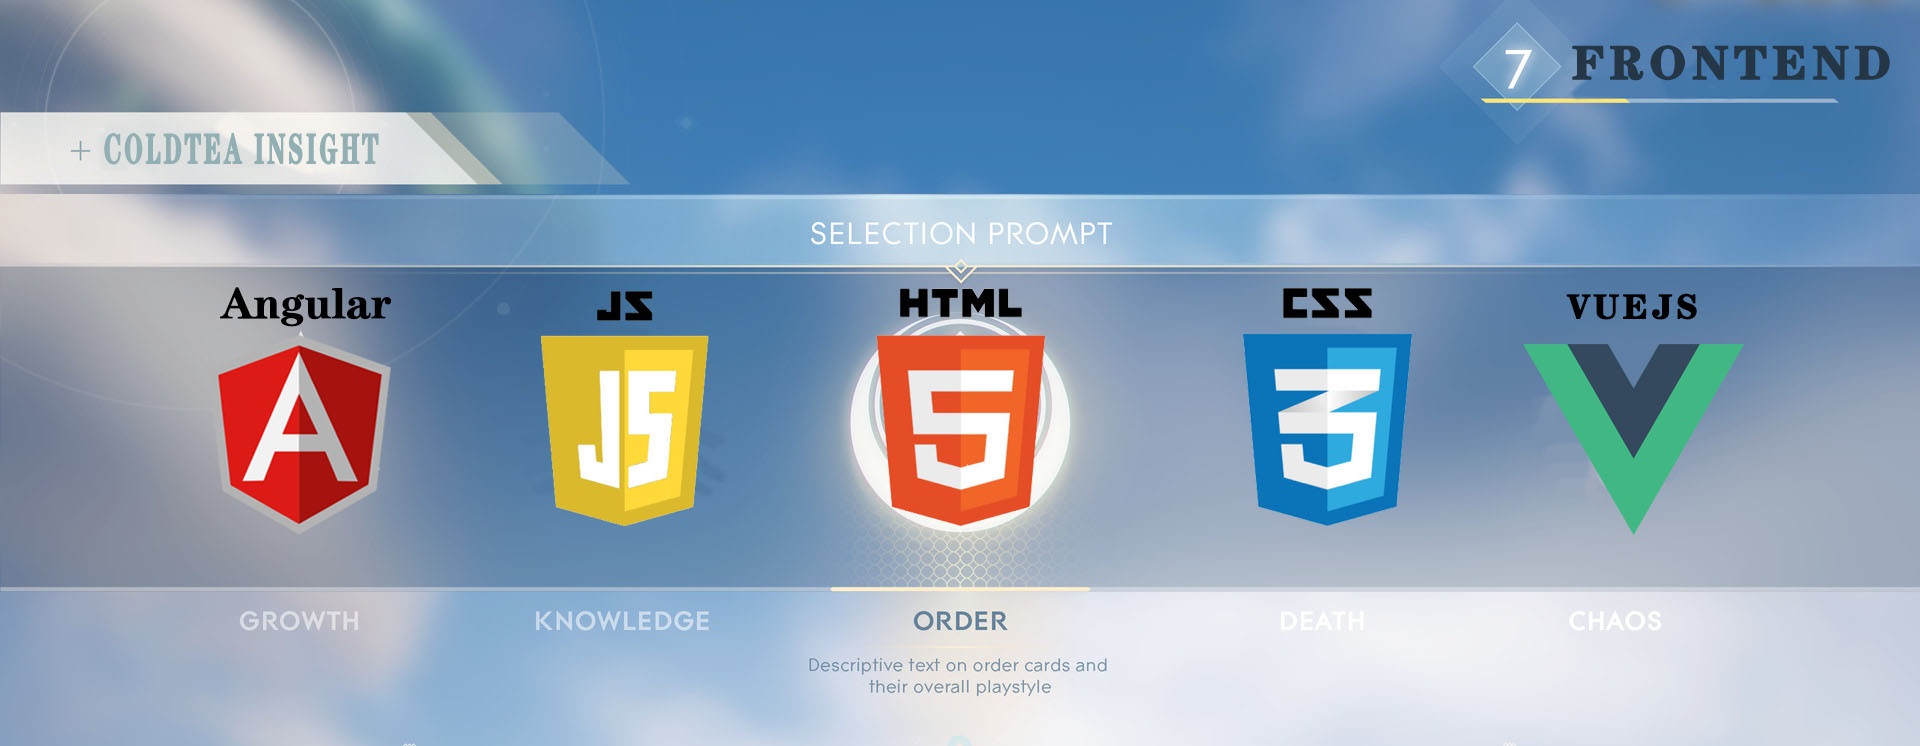 7 FRONTEND
+ COLDTEA INSIGHT
SELECTION PROMPT
Angular
JS
HTML
CSS
VUEJS
A
JS
5
3
GROWTH
KNOWLEDGE
ORDER
DEATH
CHAOS
Descriptive text on order cards and
their overall playstyle